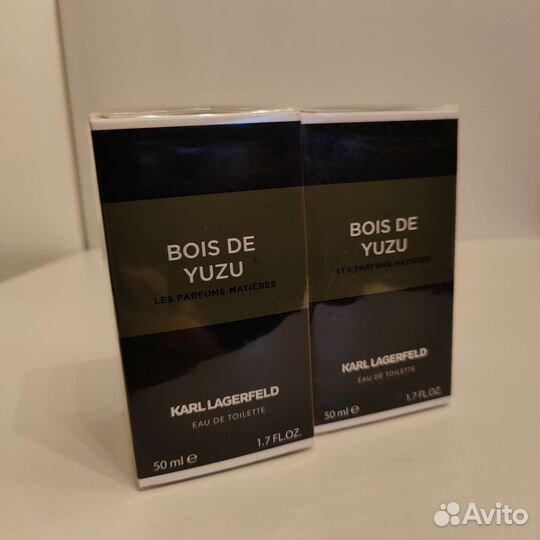 BOIS DE
YUZU
LES PARFUMS MATIÈRES
KARL LAGERFELD
EAU DE TOILETTE
50 ml e
1.7 FL.OZ.
BOIS DE
YUZU
LES PARFUMS MATIÈRES
KARL LAGERFELD
EAU DE TOILETTE
50 ml e
1.7 FL.OZ.
Avito